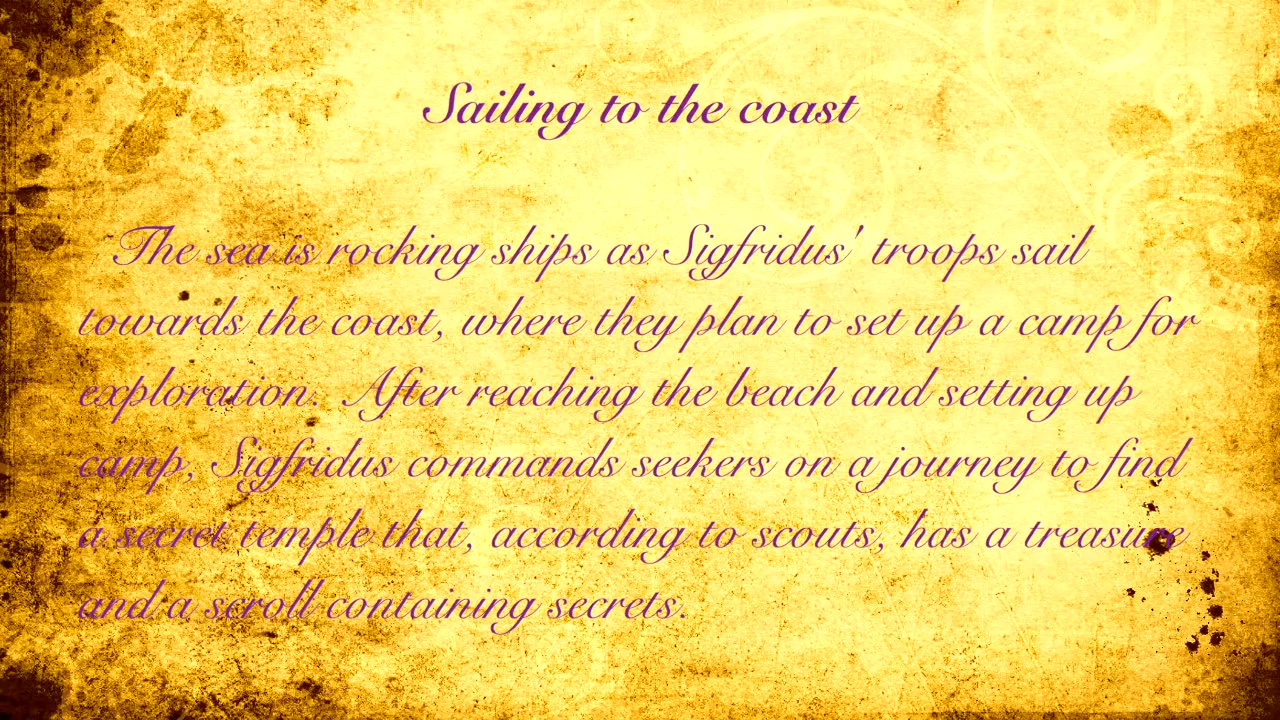 Sailing to the coast
The sea is rocking ships as Sigfridus' troops sail
towards the coast, where they plan to set up a camp for
exploration. After reaching the beach and setting up
camp, Sigfridus commands seekers on a journey to find
a secret temple that, according to scouts, has a treasure
and a scroll containing secrets.